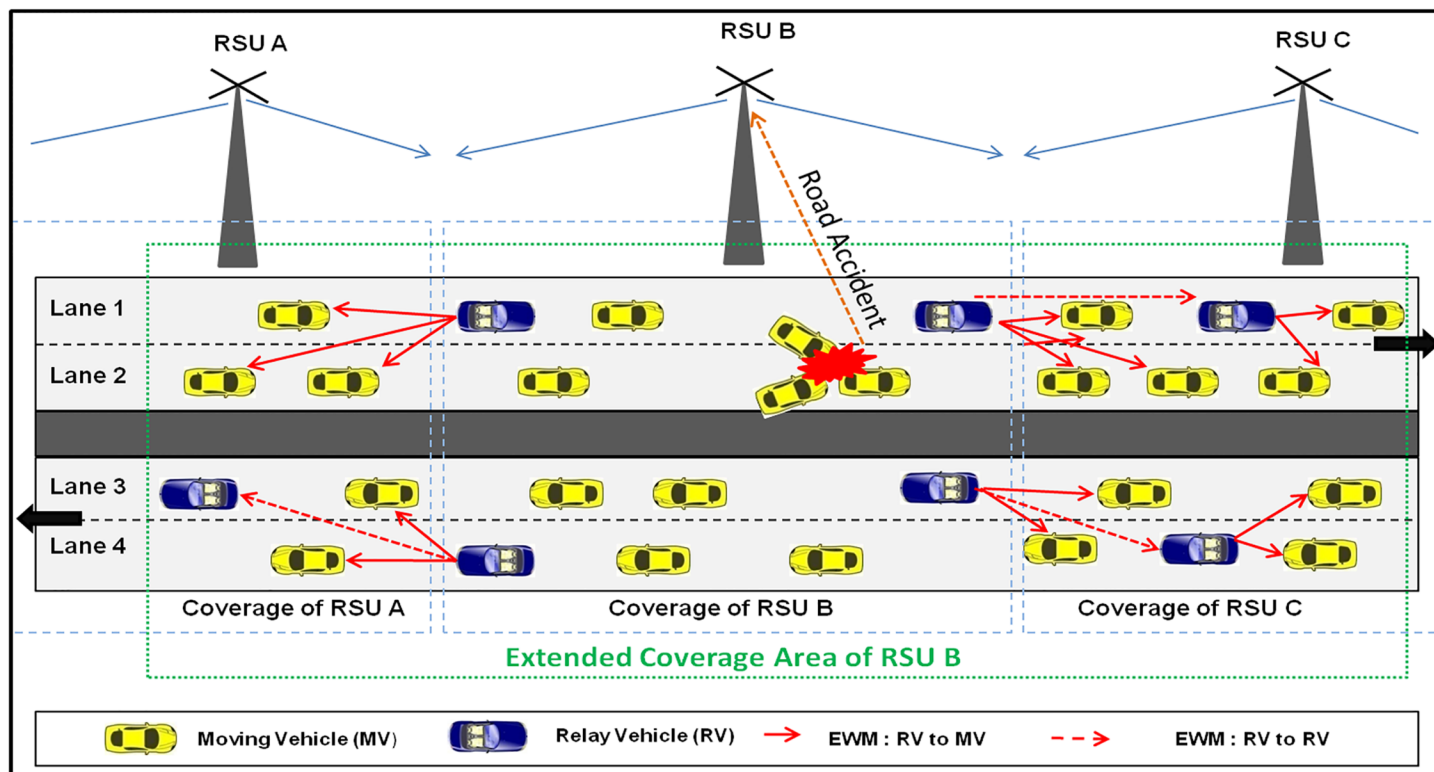 RSU A
RSU B
RSU C
Road Accident
Lane 1
Lane 2
Lane 3
Lane 4
Coverage of RSU A
Coverage of RSU B
Coverage of RSU C
Extended Coverage Area of RSU B
Moving Vehicle (MV)
Relay Vehicle (RV)
EWM : RV to MV
EWM : RV to RV